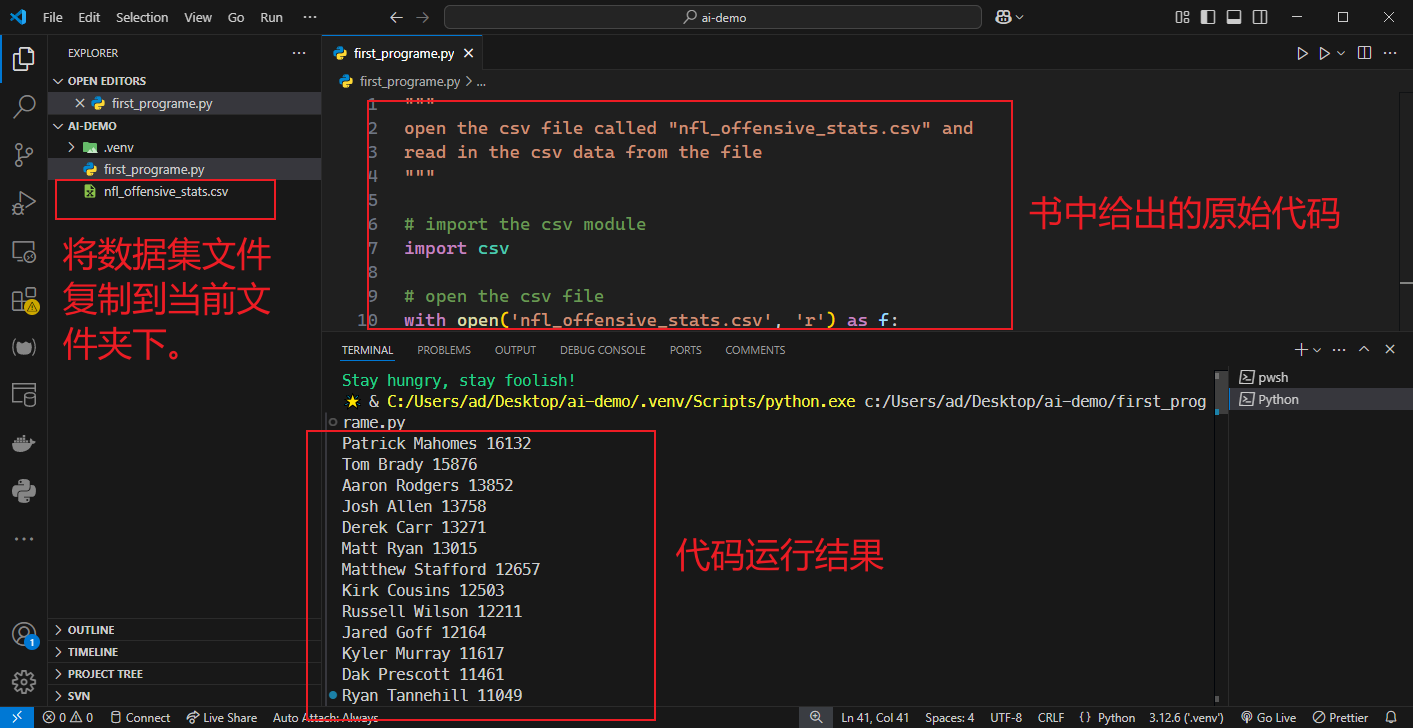 File Edit Selection View Go Run ··· ai-demo
EXPLORER ···
OPEN EDITORS
first_programe.py
AI-DEMO
.venv
first_programe.py
nfl_offensive_stats.csv
将数据集文件
复制到当前文
件夹下。
OUTLINE
TIMELINE
PROJECT TREE
SVN
first_programe.py
first_programe.py > ...
1 """
2 open the csv file called "nfl_offensive_stats.csv" and
3 read in the csv data from the file
4 """
5
6 # import the csv module
7 import csv
8
9 # open the csv file
10 with open('nfl_offensive_stats.csv', 'r') as f:
书中给出的原始代码
TERMINAL PROBLEMS OUTPUT DEBUG CONSOLE PORTS COMMENTS
Stay hungry, stay foolish!
& C:/Users/ad/Desktop/ai-demo/.venv/Scripts/python.exe c:/Users/ad/Desktop/ai-demo/first_prog
rame.py
Patrick Mahomes 16132
Tom Brady 15876
Aaron Rodgers 13852
Josh Allen 13758
Derek Carr 13271
Matt Ryan 13015
Matthew Stafford 12657
Kirk Cousins 12503
Russell Wilson 12211
Jared Goff 12164
Kyler Murray 11617
Dak Prescott 11461
Ryan Tannehill 11049
代码运行结果
pwsh
Python
1
0 0 Connect Live Share Auto Attach: Always Ln 41, Col 41 Spaces: 4 UTF-8 CRLF {} Python 3.12.6 ('.venv') Go Live Prettier